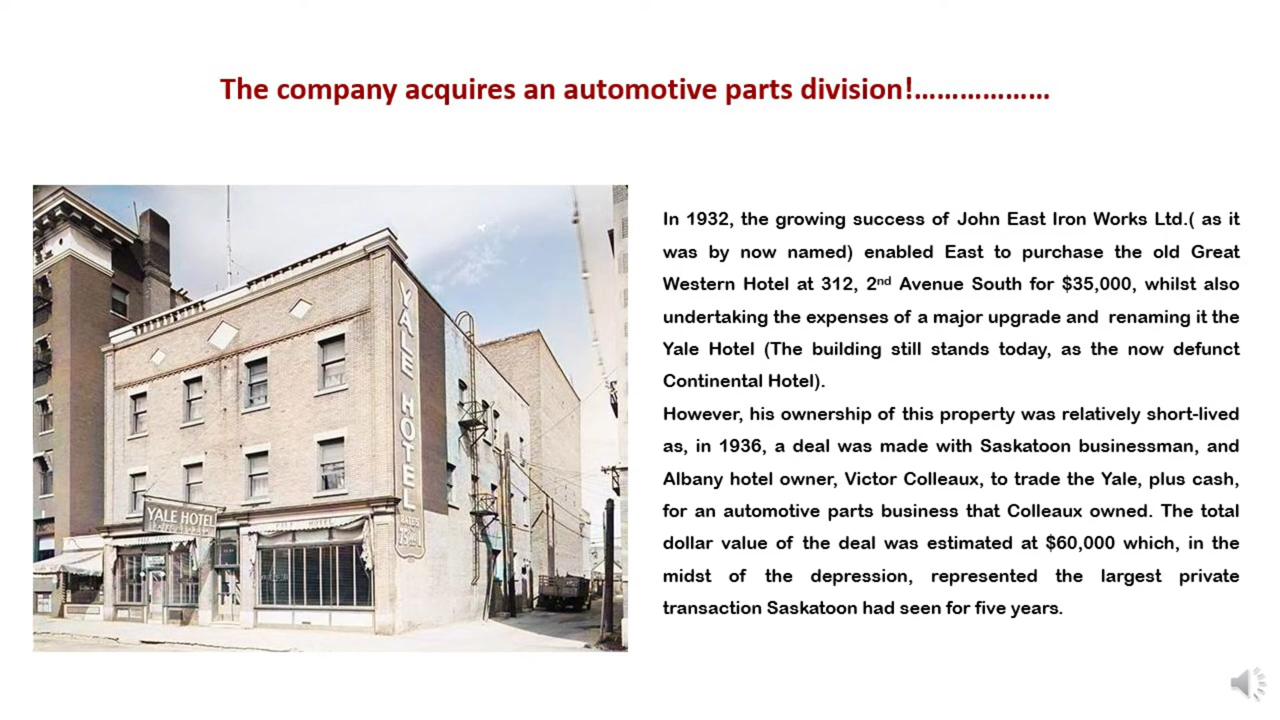 The company acquires an automotive parts division!………………
In 1932, the growing success of John East Iron Works Ltd.( as it
was by now named) enabled East to purchase the old Great
Western Hotel at 312, 2nd Avenue South for $35,000, whilst also
undertaking the expenses of a major upgrade and  renaming it the
Yale Hotel (The building still stands today, as the now defunct
Continental Hotel).
However, his ownership of this property was relatively short-lived
as, in 1936, a deal was made with Saskatoon businessman, and
Albany hotel owner, Victor Colleaux, to trade the Yale, plus cash,
for an automotive parts business that Colleaux owned. The total
dollar value of the deal was estimated at $60,000 which, in the
midst of the depression, represented the largest private
transaction Saskatoon had seen for five years.
YALE HOTEL
YALE HOTEL
RATES
YALE HOTEL